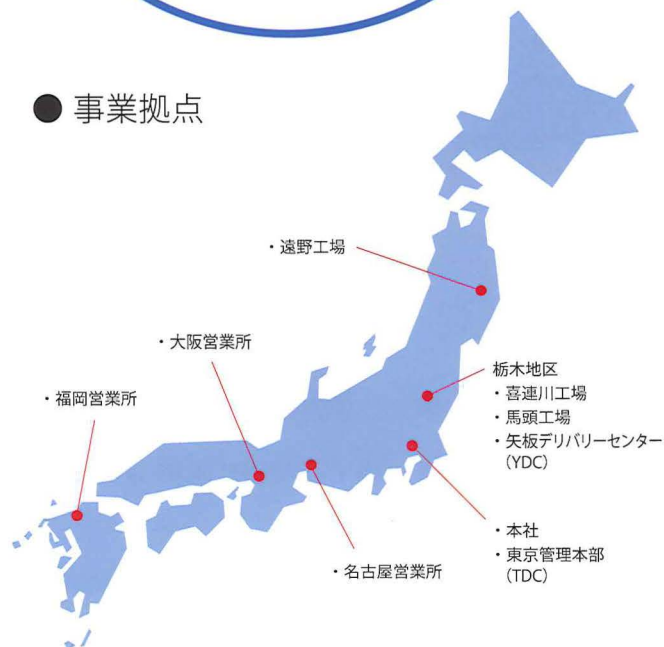 ● 事業拠点
・遠野工場
・大阪営業所
・福岡営業所
栃木地区
・喜連川工場
・馬頭工場
・矢板デリバリーセンター
(YDC)
・本社
・東京管理本部
(TDC)
・名古屋営業所